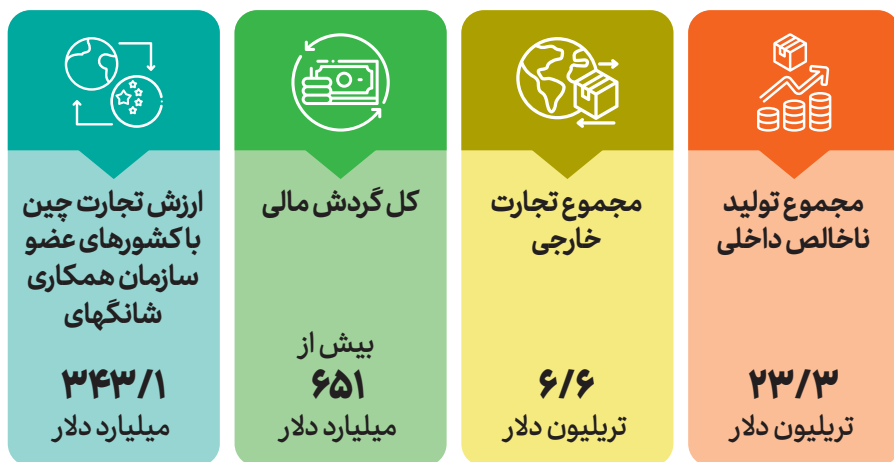 مجموع تولید
ناخالص داخلی
۲۳/۳
تریلیون دلار
مجموع تجارت
خارجی
۶/۶
تریلیون دلار
کل گردش مالی
بیش از
۶۵۱
میلیارد دلار
ارزش تجارت چین
با کشورهای عضو
سازمان همکاری
شانگهای
۳۴۳/۱
میلیارد دلار